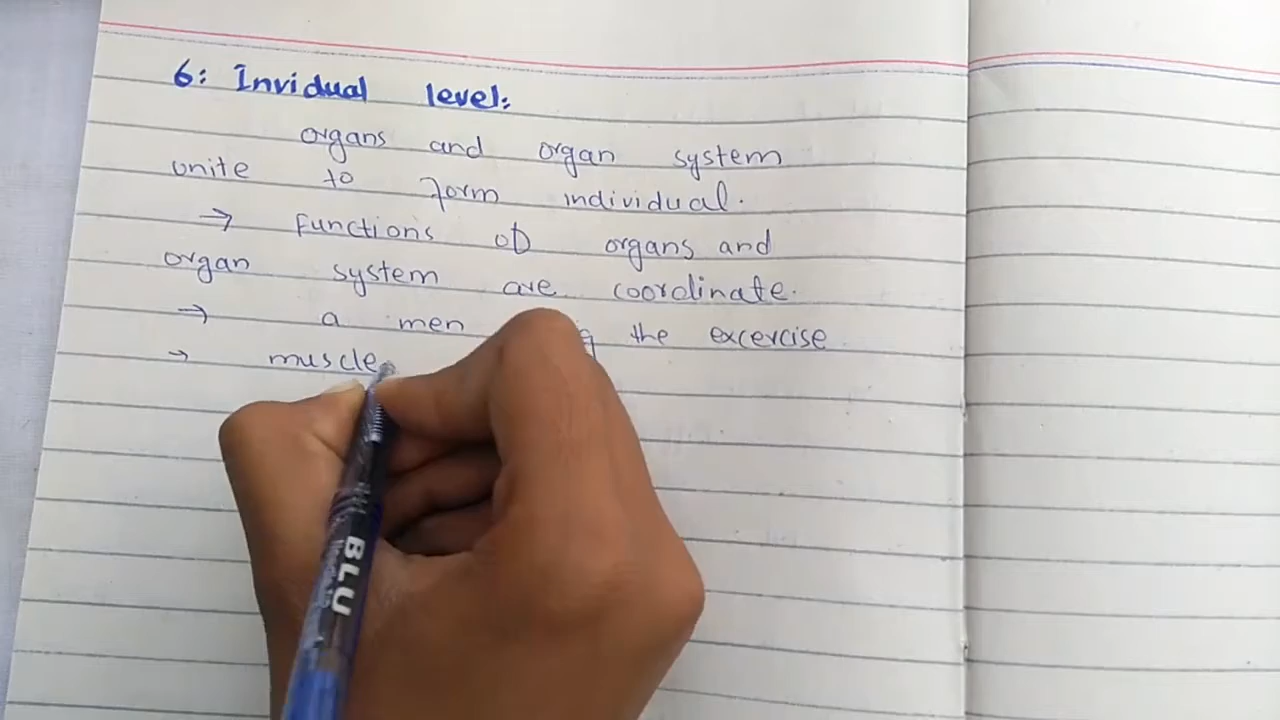 6: Invidual level:
organs and organ system
unite to form individual.
→ Functions of organs and
organ system are coordinate.
→ a men the excercise
→ muscle
BLU